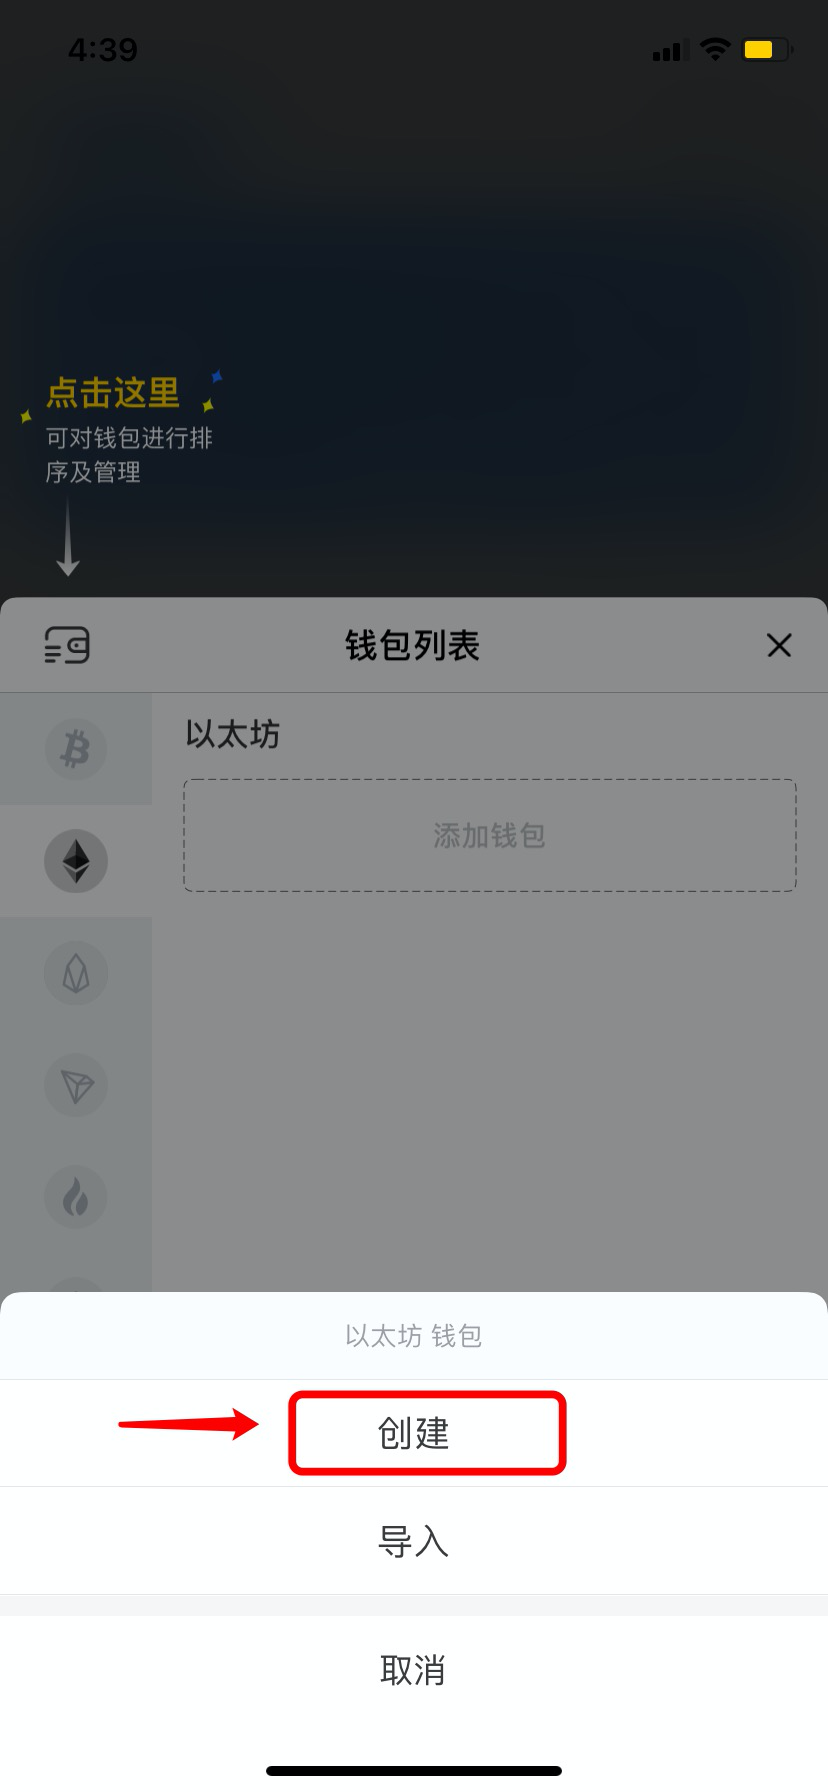 4:39
点击这里
可对钱包进行排
序及管理
钱包列表
以太坊
添加钱包
以太坊 钱包
创建
导入
取消